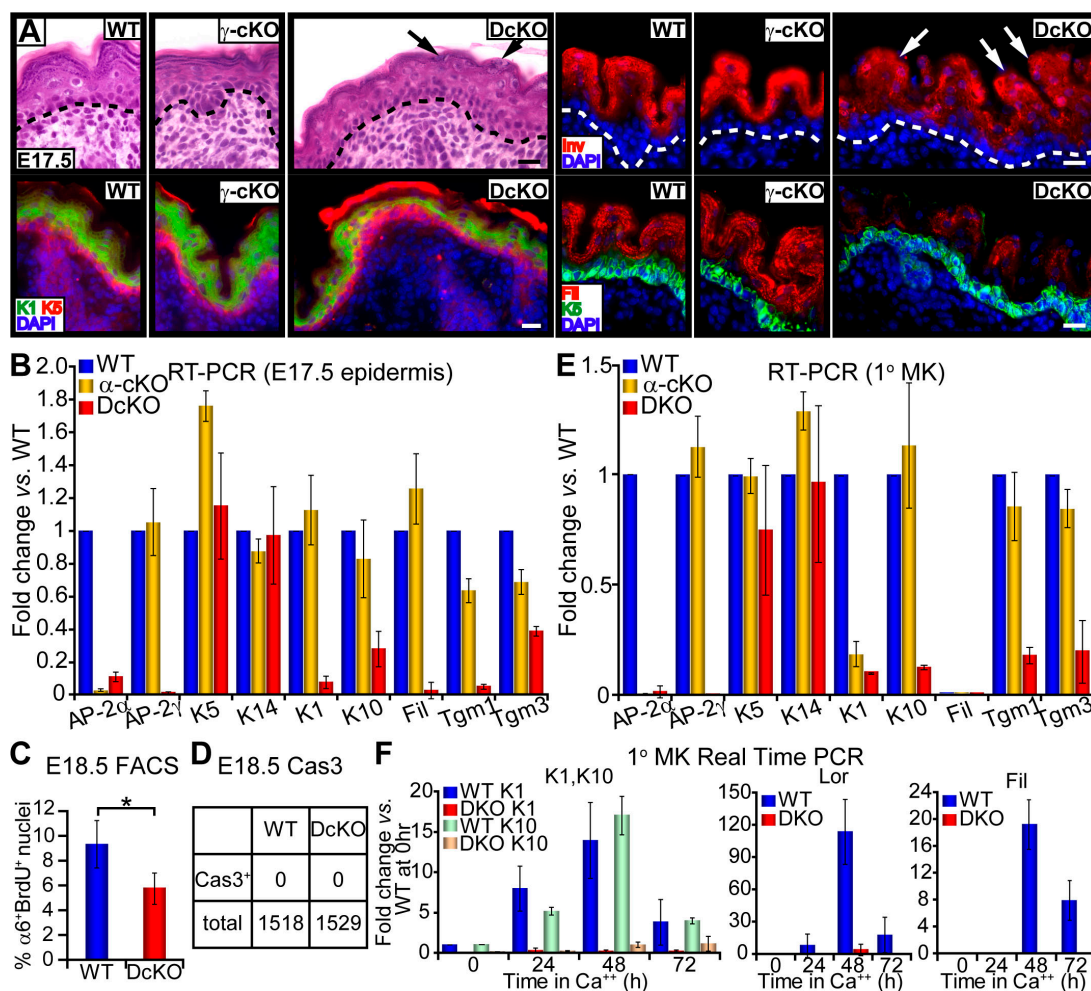 A
WT
γ-cKO
DcKO
E17.5
WT
γ-cKO
DcKO
Inv
DAPI
WT
γ-cKO
DcKO
K1 K5
DAPI
WT
γ-cKO
DcKO
Fil
K5
DAPI
B
RT-PCR (E17.5 epidermis)
WT
α-cKO
DcKO
Fold change vs. WT
2.0
1.8
1.6
1.4
1.2
1
0.8
0.6
0.4
0.2
0
AP-2α AP-2γ K5 K14 K1 K10 Fil Tgm1 Tgm3
E
RT-PCR (1º MK)
WT
α-cKO
DKO
Fold change vs. WT
1.5
1
0.5
0
AP-2α AP-2γ K5 K14 K1 K10 Fil Tgm1 Tgm3
C
E18.5 FACS
% α6⁺BrdU⁺ nuclei
12
10
8
6
4
2
0
*
WT DcKO
D E18.5 Cas3
WT DcKO
Cas3⁺ 0 0
total 1518 1529
F
1º MK Real Time PCR
K1,K10
WT K1
DKO K1
WT K10
DKO K10
Fold change vs.
WT at 0hr
20
15
10
5
0
0 24 48 72
Time in Ca⁺⁺ (h)
Lor
WT
DKO
150
120
90
60
30
0
0 24 48 72
Time in Ca⁺⁺ (h)
Fil
WT
DKO
24
20
16
12
8
4
0
0 24 48 72
Time in Ca⁺⁺ (h)